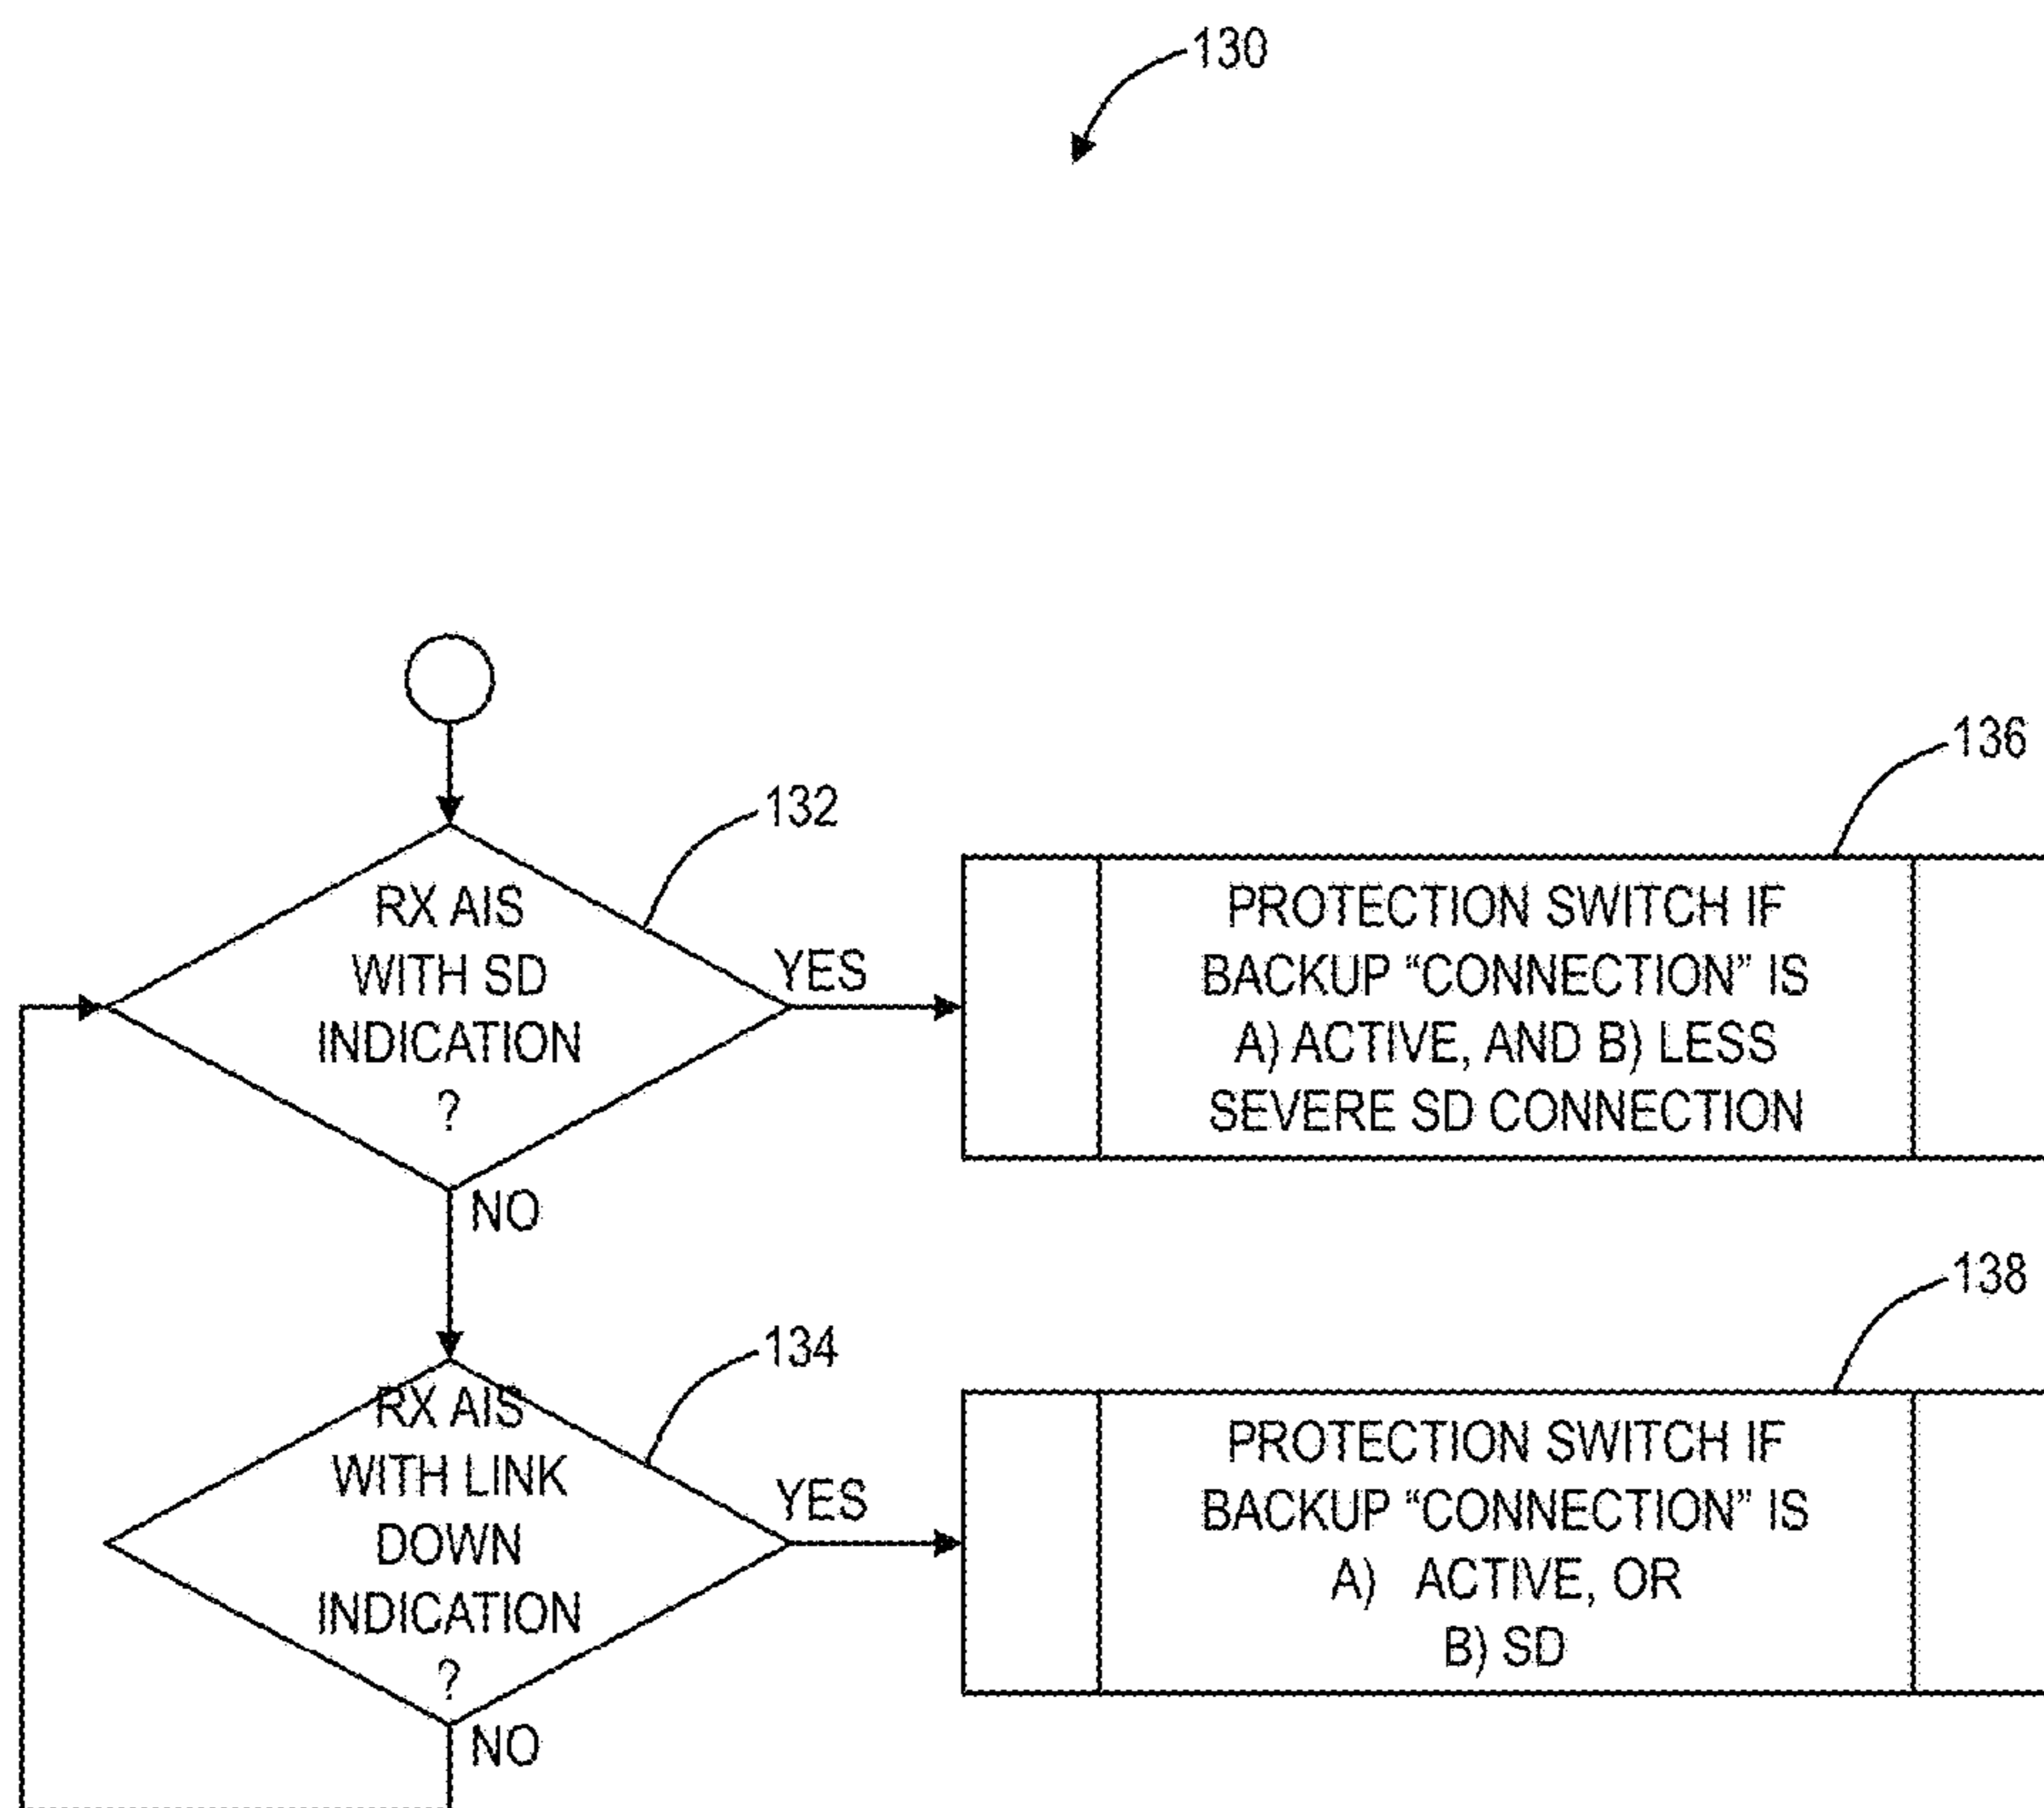 130
132
136
RX AIS
WITH SD
INDICATION
?
YES
NO
PROTECTION SWITCH IF
BACKUP “CONNECTION” IS
A) ACTIVE, AND B) LESS
SEVERE SD CONNECTION
134
138
RX AIS
WITH LINK
DOWN
INDICATION
?
YES
NO
PROTECTION SWITCH IF
BACKUP “CONNECTION” IS
A) ACTIVE, OR
B) SD